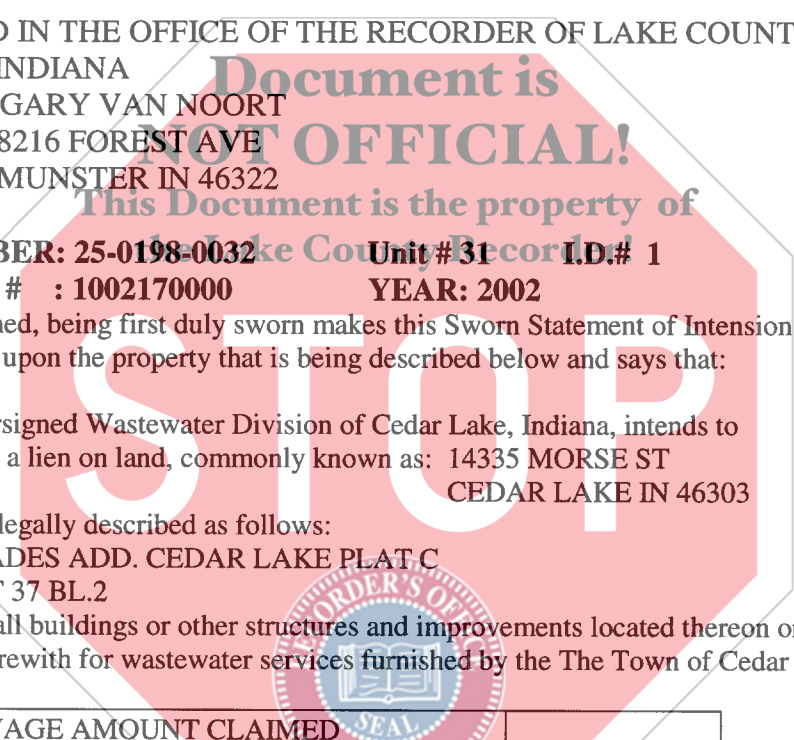 D IN THE OFFICE OF THE RECORDER OF LAKE COUNT
INDIANA
Document is
GARY VAN NOORT
8216 FOREST AVE
NOT OFFICIAL!
MUNSTER IN 46322
This Document is the property of
the Lake County Recorder!
BER: 25-0198-0032 Unit # 31 I.D.# 1
# : 1002170000 YEAR: 2002
ned, being first duly sworn makes this Sworn Statement of Intension
upon the property that is being described below and says that:
STOP
rsigned Wastewater Division of Cedar Lake, Indiana, intends to
a lien on land, commonly known as: 14335 MORSE ST
CEDAR LAKE IN 46303
legally described as follows:
ADES ADD. CEDAR LAKE PLAT C
T 37 BL.2
all buildings or other structures and improvements located thereon or
rewith for wastewater services furnished by the The Town of Cedar
RECORDER'S OF
SEAL
WAGE AMOUNT CLAIMED